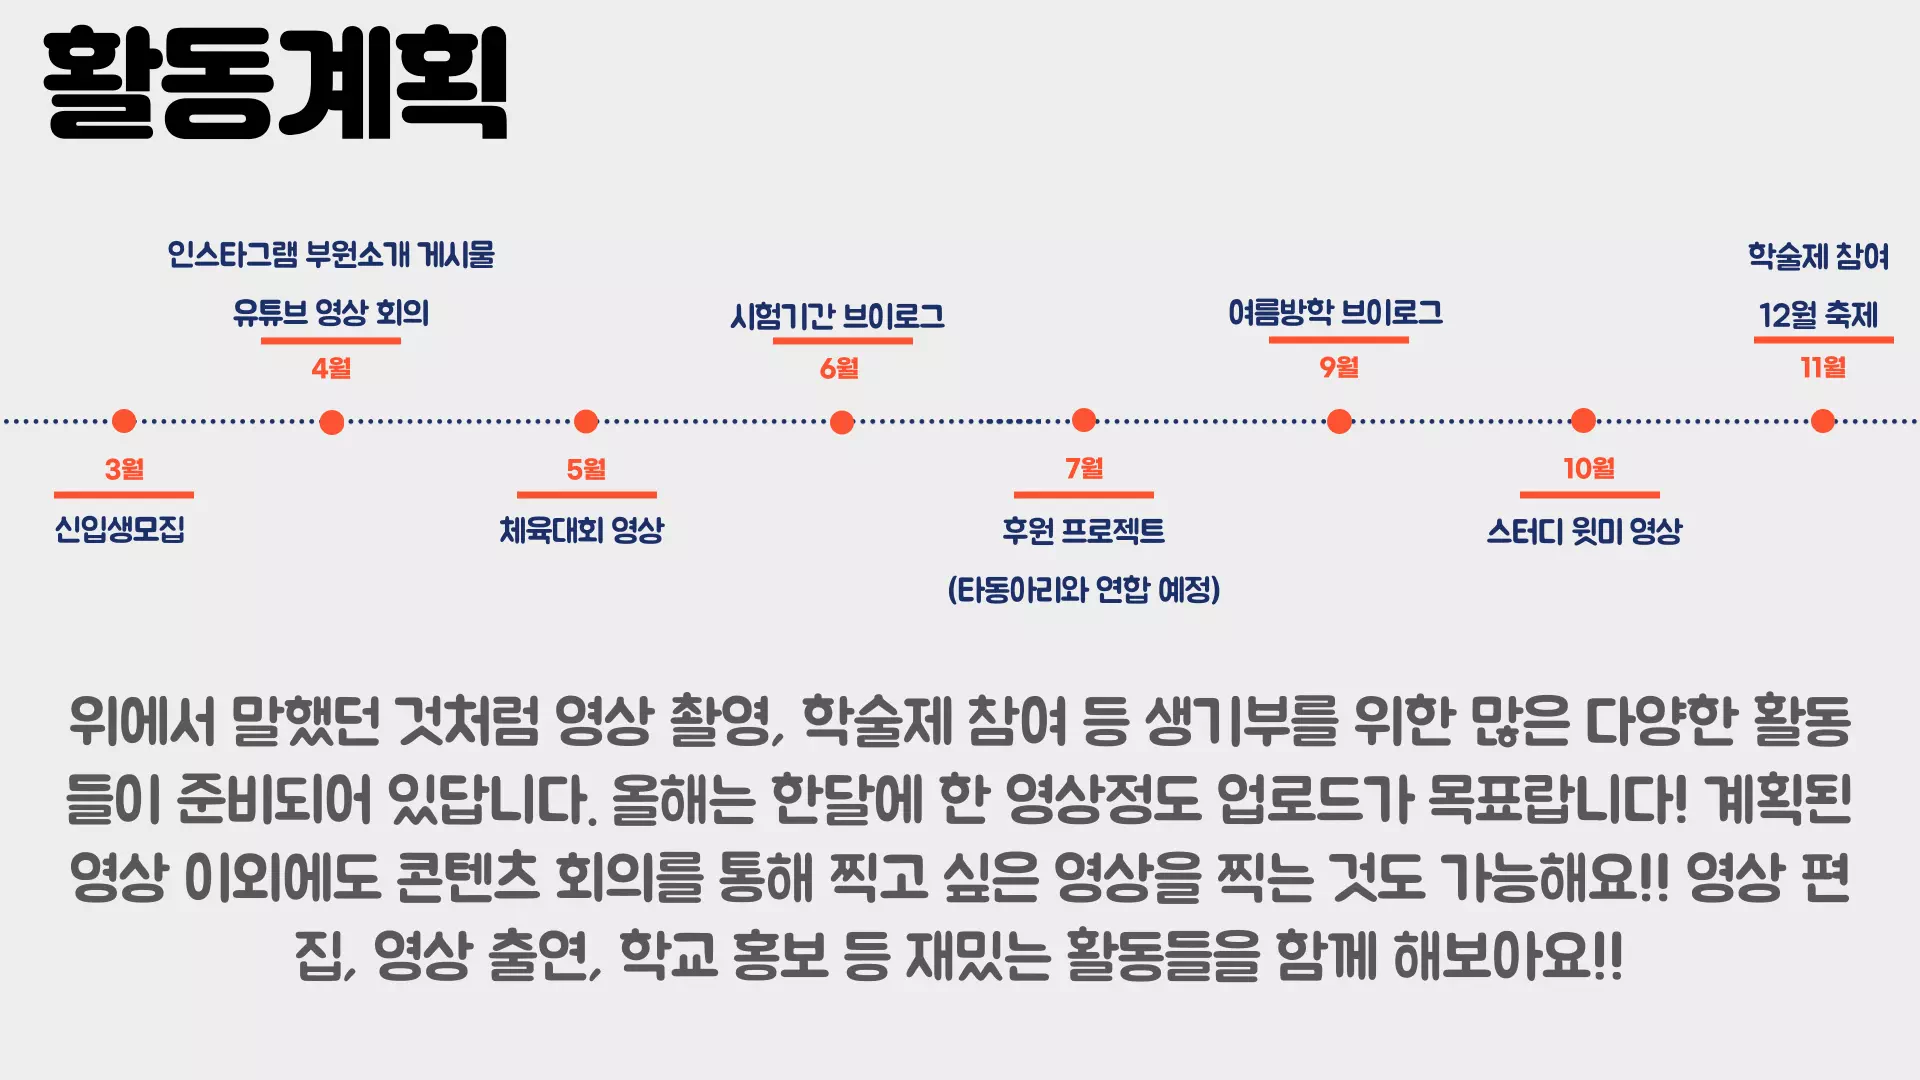 활동계획
인스타그램 부원소개 게시물
유튜브 영상 회의
4월
시험기간 브이로그
6월
여름방학 브이로그
9월
학술제 참여
12월 축제
11월
3월
신입생모집
5월
체육대회 영상
7월
후원 프로젝트
(타동아리와 연합 예정)
10월
스터디 윗미 영상
위에서 말했던 것처럼 영상 촬영, 학술제 참여 등 생기부를 위한 많은 다양한 활동
들이 준비되어 있답니다. 올해는 한달에 한 영상정도 업로드가 목표랍니다! 계획된
영상 이외에도 콘텐츠 회의를 통해 찍고 싶은 영상을 찍는 것도 가능해요!! 영상 편
집, 영상 출연, 학교 홍보 등 재밌는 활동들을 함께 해보아요!!